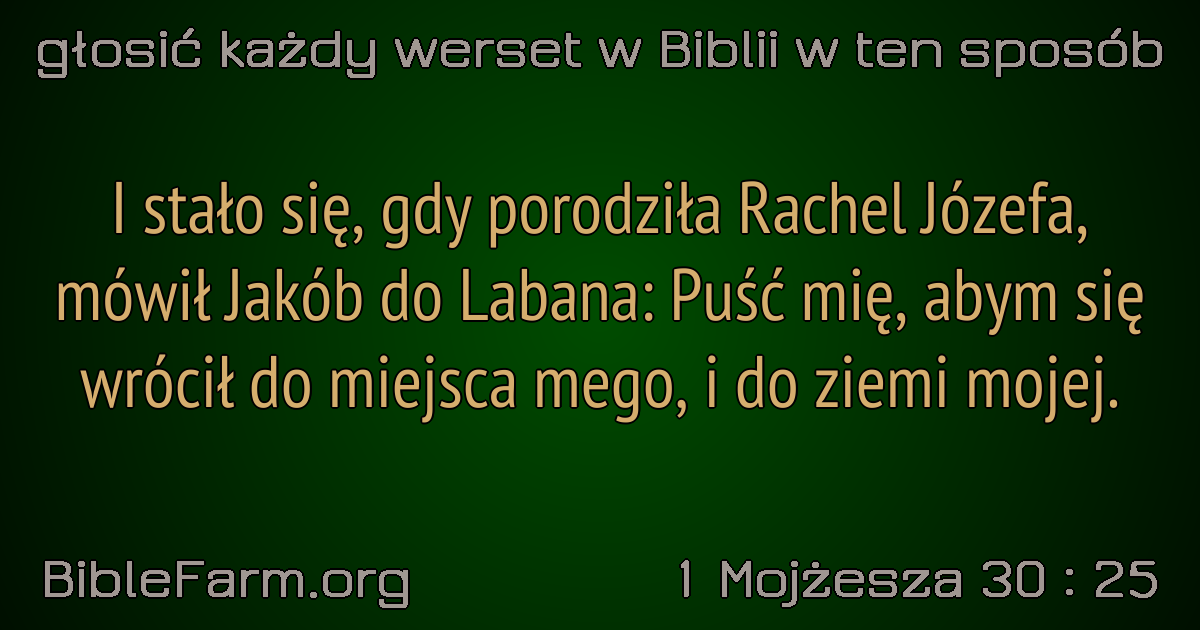 głosić każdy werset w Biblii w ten sposób
I stało się, gdy porodziła Rachel Józefa,
mówił Jakób do Labana: Puść mię, abym się
wrócił do miejsca mego, i do ziemi mojej.
BibleFarm.org
1 Mojżesza 30 : 25